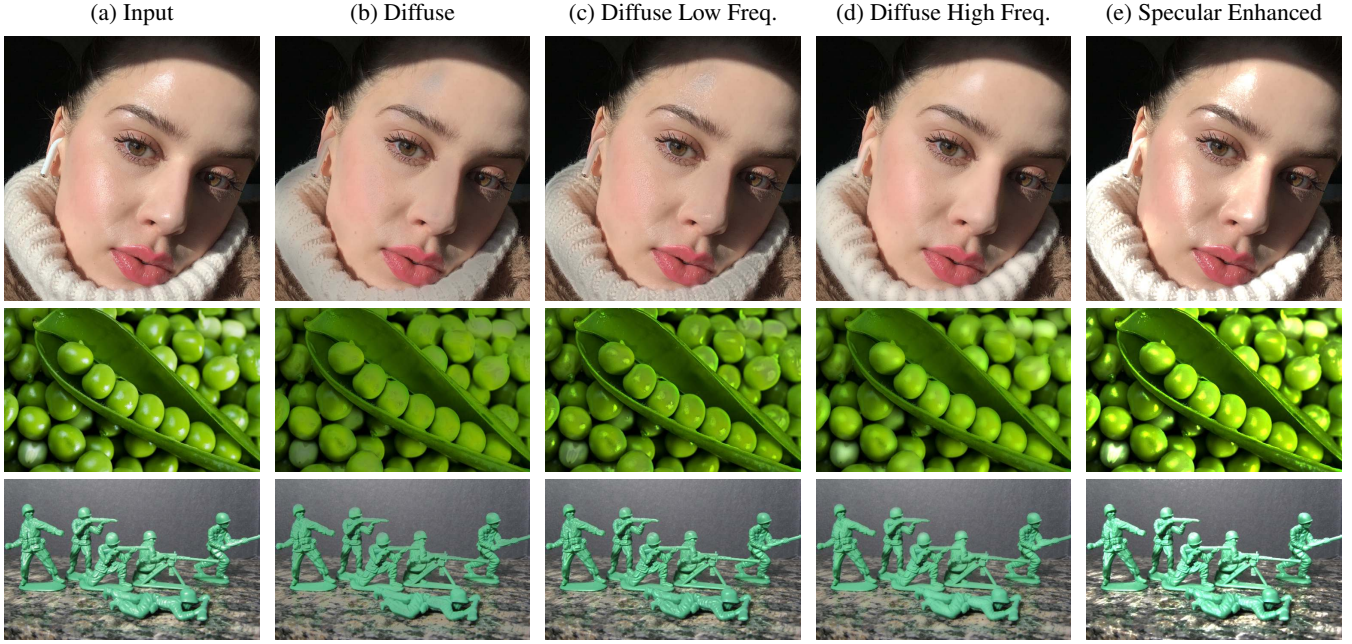 (a) Input
(b) Diffuse
(c) Diffuse Low Freq.
(d) Diffuse High Freq.
(e) Specular Enhanced